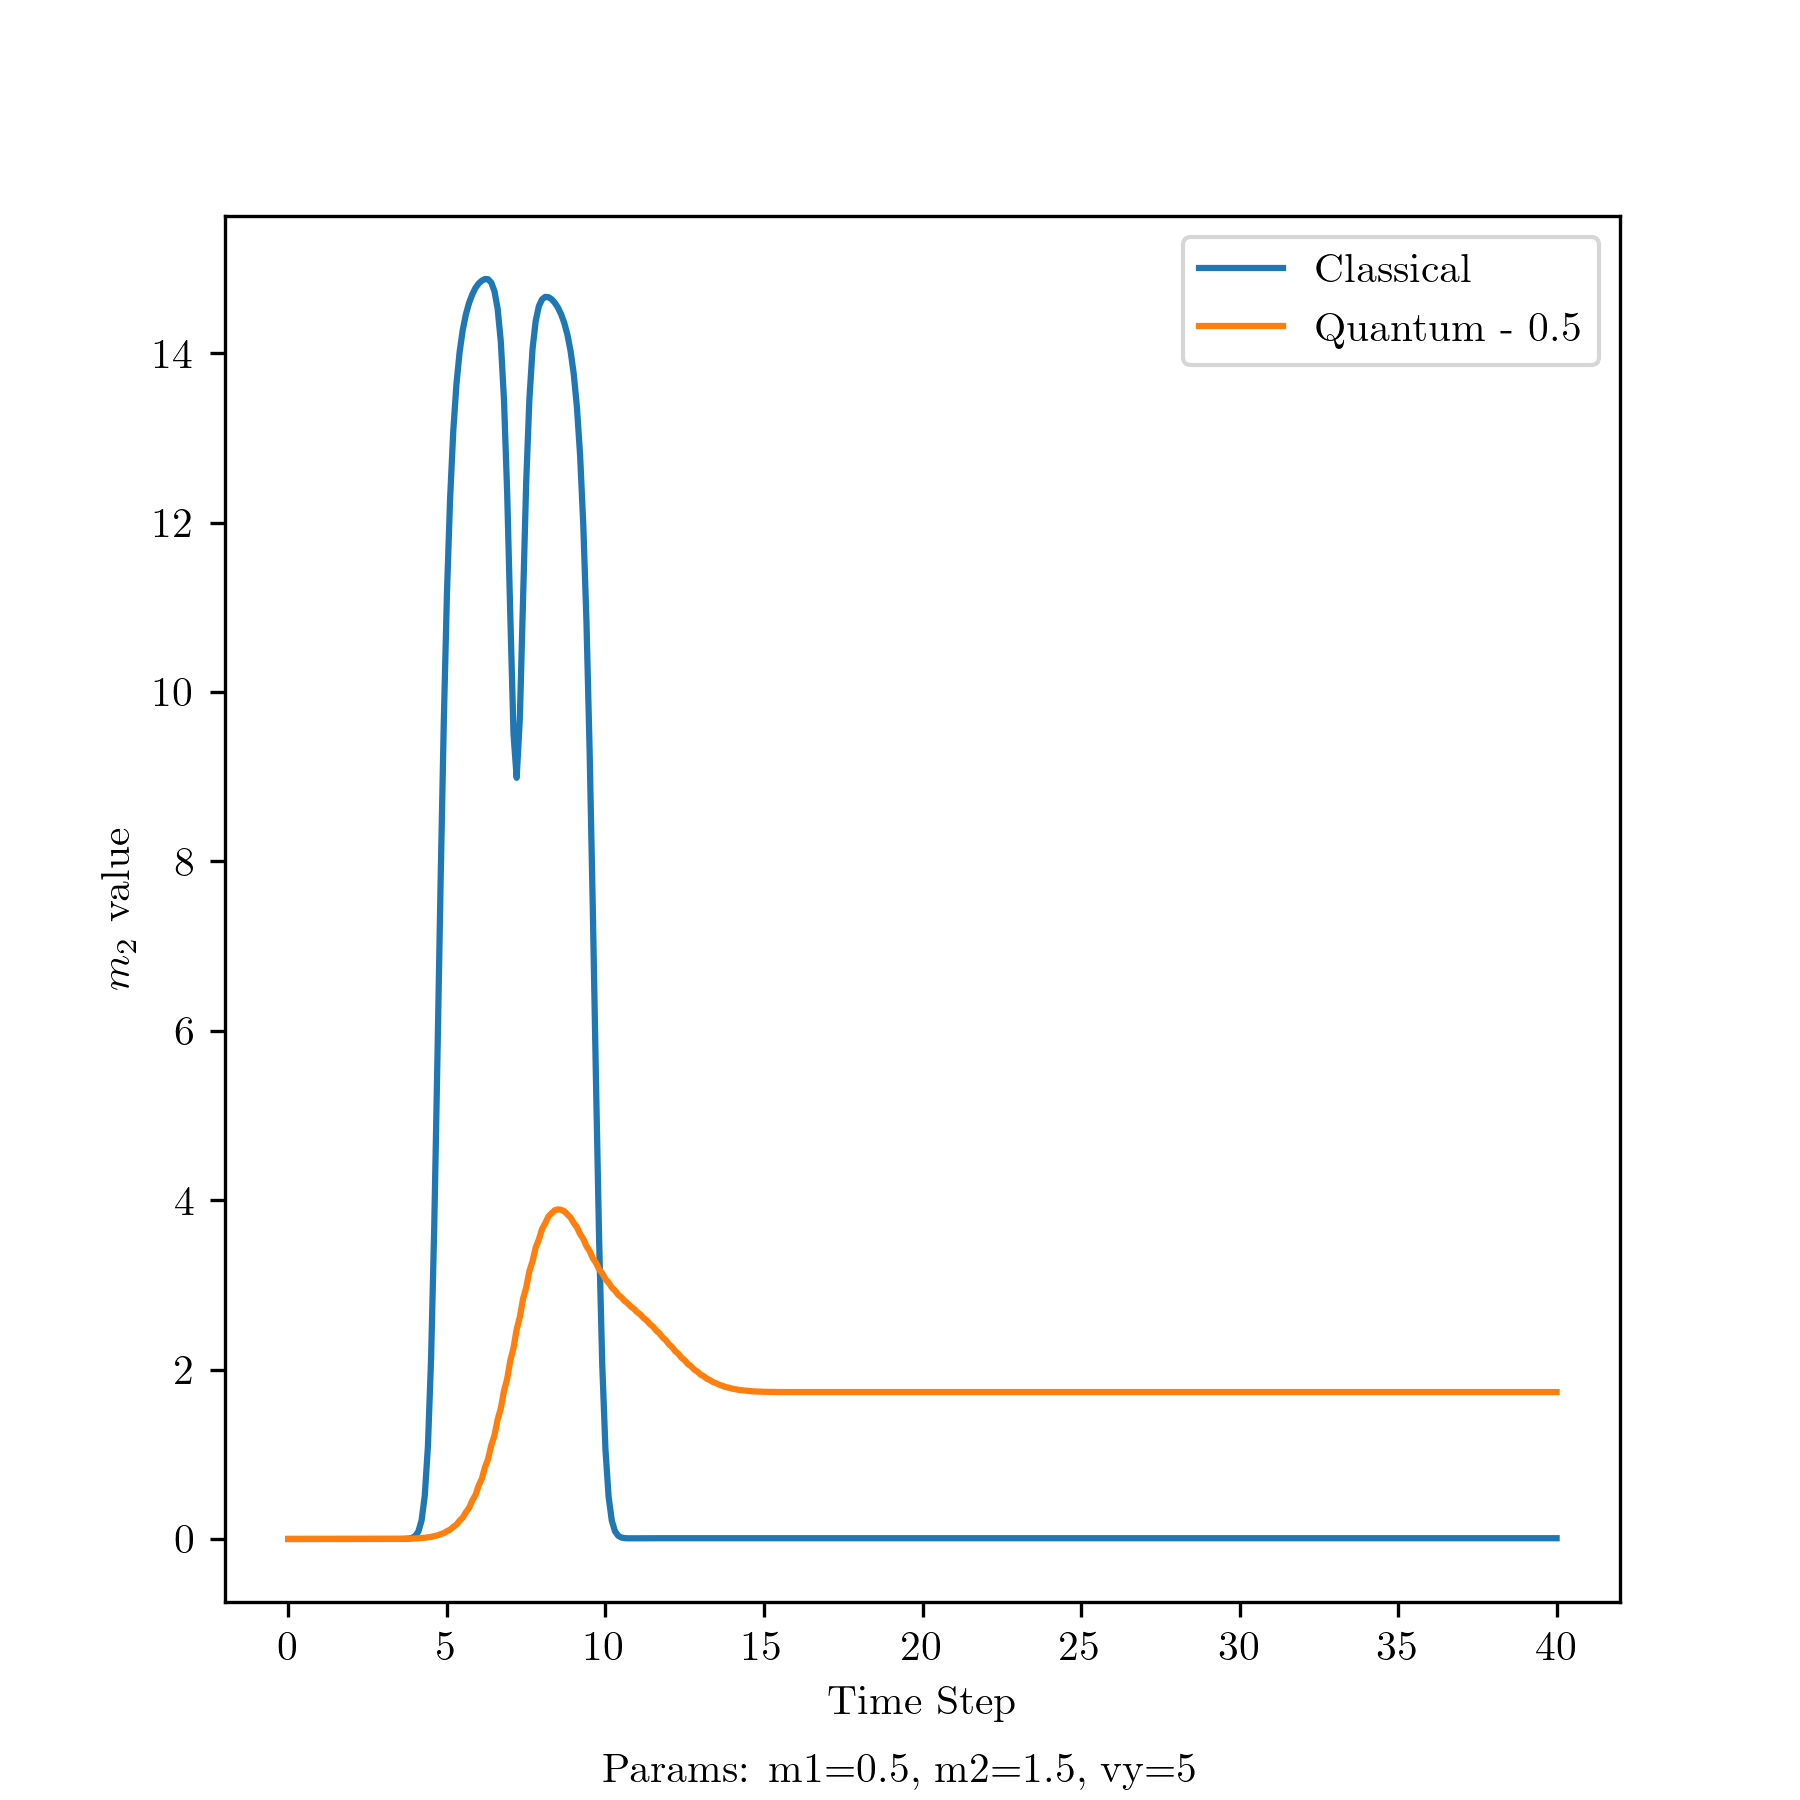 Classical
Quantum - 0.5
14
12
10
8
6
4
2
0
m₂ value
0 5 10 15 20 25 30 35 40
Time Step
Params: m1=0.5, m2=1.5, vy=5